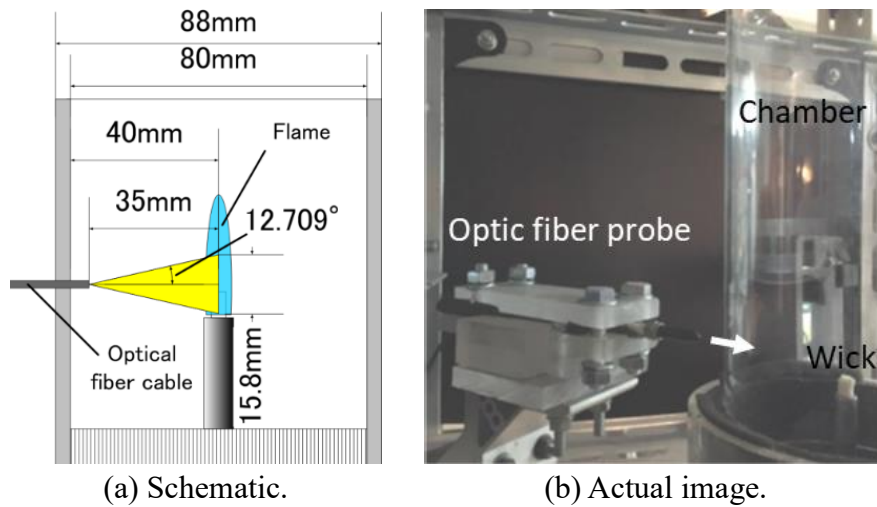 88mm
80mm
40mm
Flame
35mm
12.709°
Optical
fiber cable
15.8mm
(a) Schematic.
Chamber
Optic fiber probe
Wick
(b) Actual image.